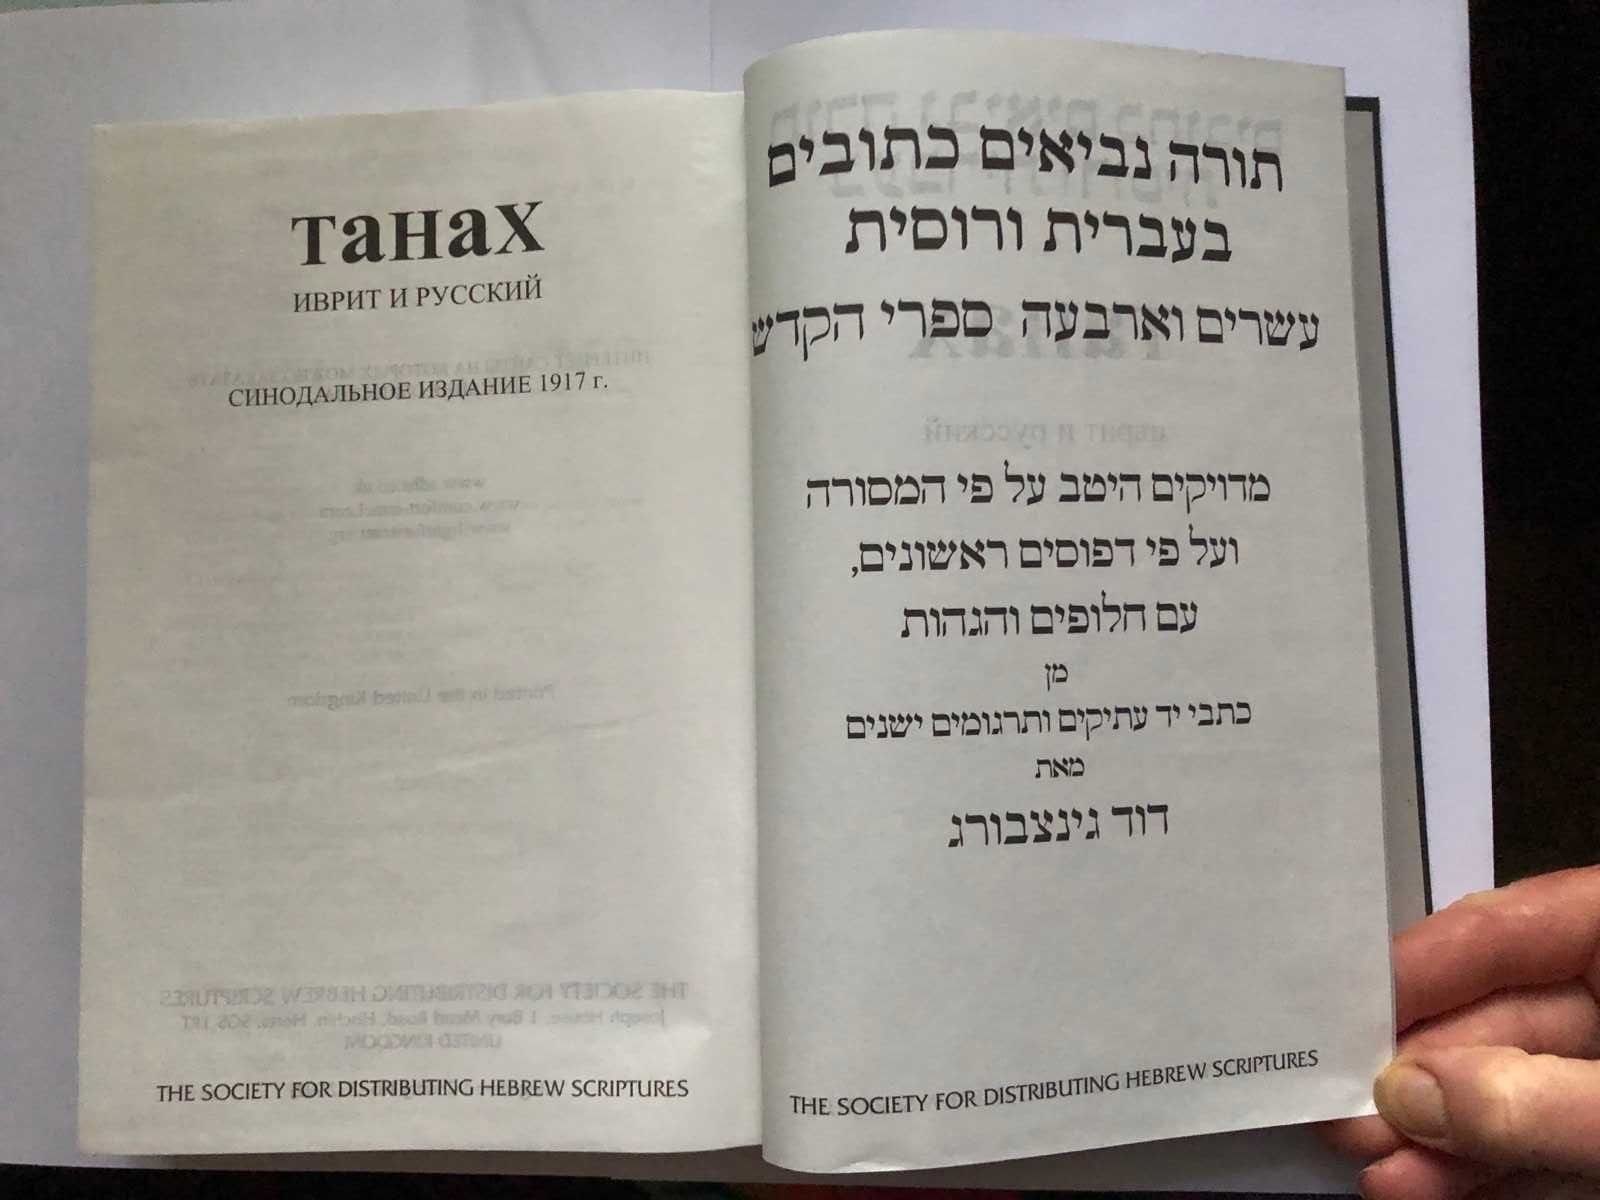 танах
ИВРИТ И РУССКИЙ
СИНОДАЛЬНОЕ ИЗДАНИЕ 1917 г.
THE SOCIETY FOR DISTRIBUTING HEBREW SCRIPTURES
תורה נביאים כתובים
בעברית ורוסית
עשרים וארבעה ספרי הקדש
מדויקים היטב על פי המסורה
ועל פי דפוסים ראשונים,
עם חלופים והגהות
מן
כתבי יד עתיקים ותרגומים ישנים
מאת
דוד גינצבורג
THE SOCIETY FOR DISTRIBUTING HEBREW SCRIPTURES